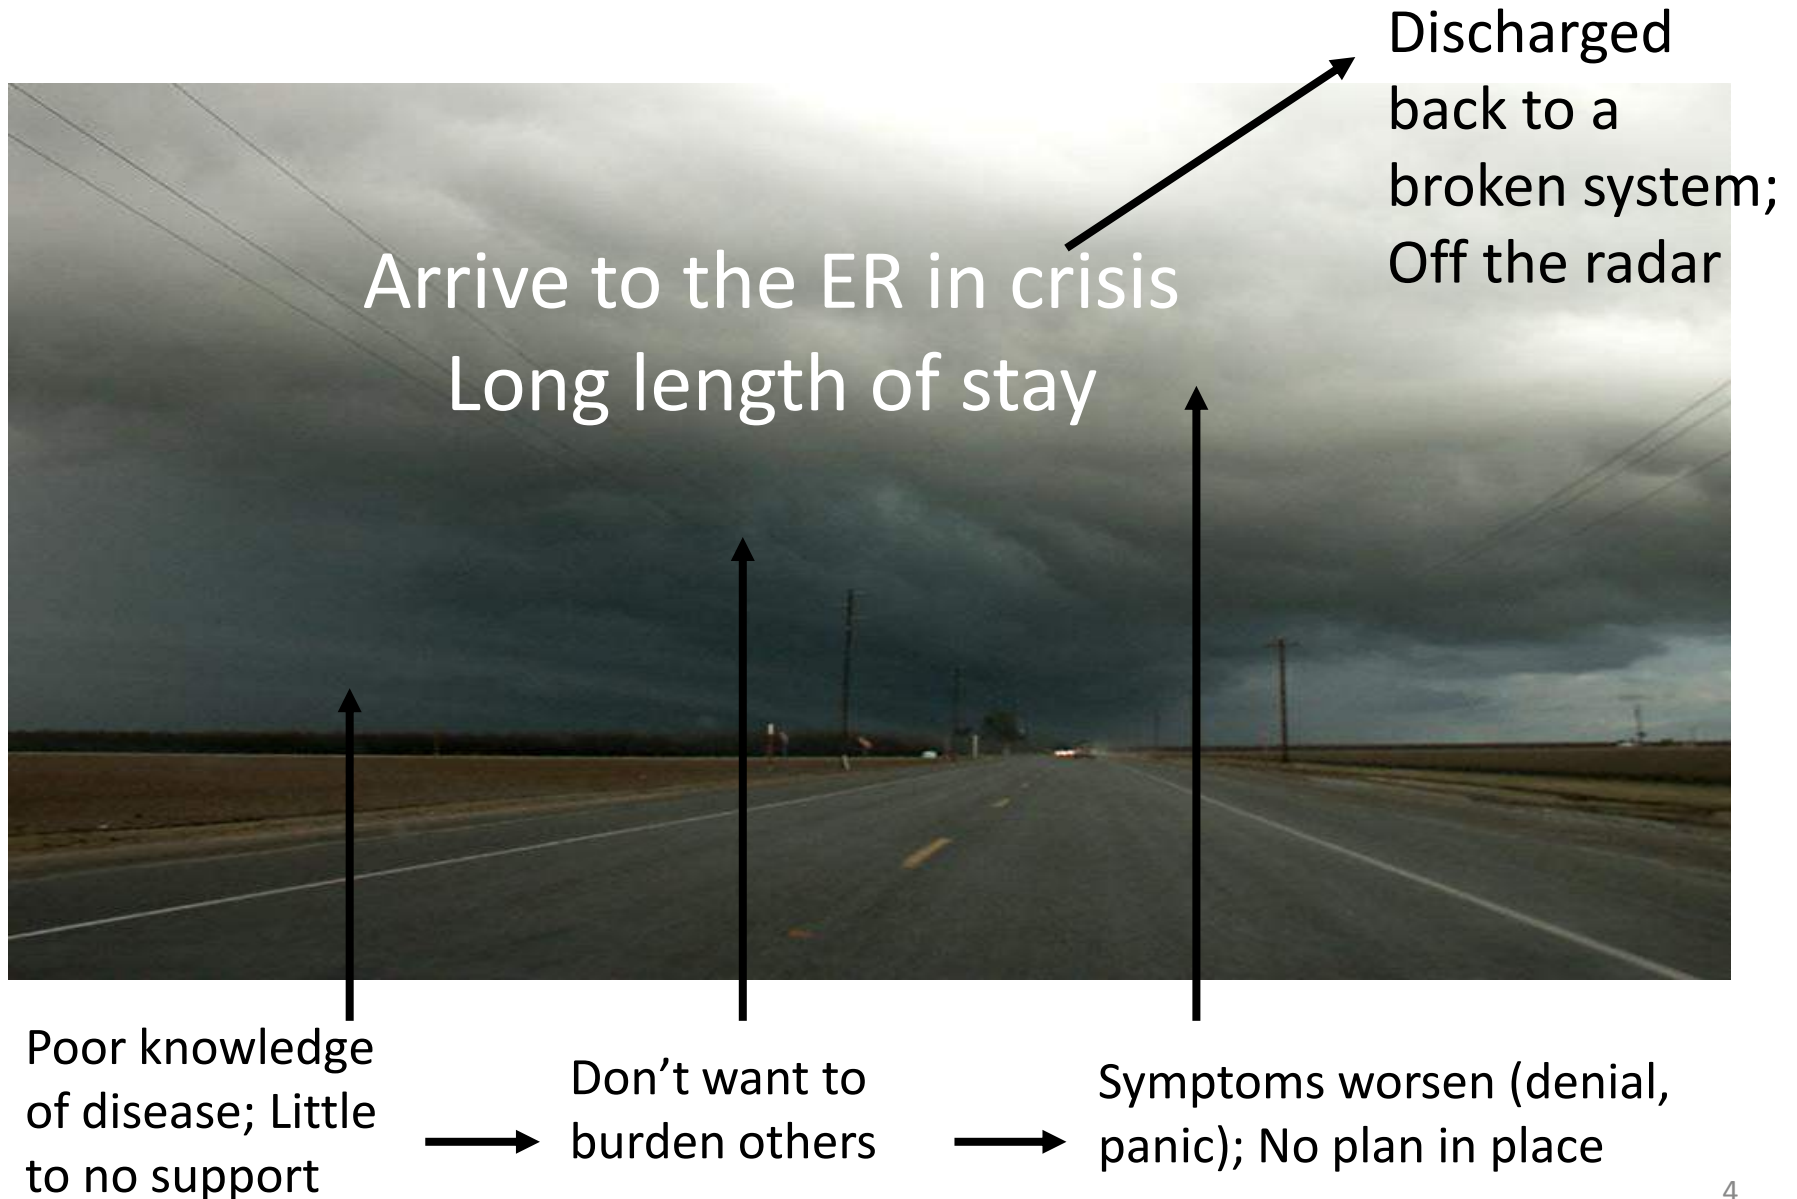 Discharged
back to a
broken system;
Off the radar
Arrive to the ER in crisis
Long length of stay
Poor knowledge
of disease; Little
to no support
Don’t want to
burden others
Symptoms worsen (denial,
panic); No plan in place
4